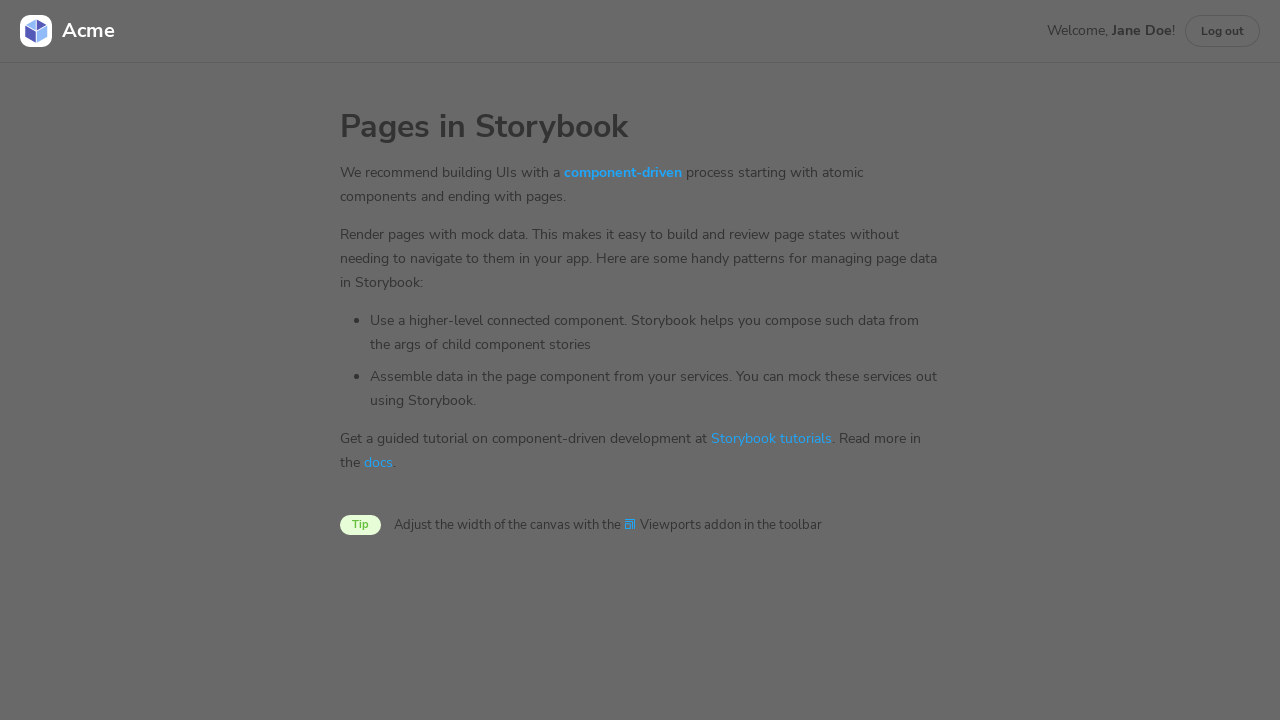 Acme
Welcome, Jane Doe!
Log out
Pages in Storybook
We recommend building UIs with a component-driven process starting with atomic
components and ending with pages.
Render pages with mock data. This makes it easy to build and review page states without
needing to navigate to them in your app. Here are some handy patterns for managing page data
in Storybook:
Use a higher-level connected component. Storybook helps you compose such data from
the args of child component stories
Assemble data in the page component from your services. You can mock these services out
using Storybook.
Get a guided tutorial on component-driven development at Storybook tutorials. Read more in
the docs.
Tip Adjust the width of the canvas with the Viewports addon in the toolbar